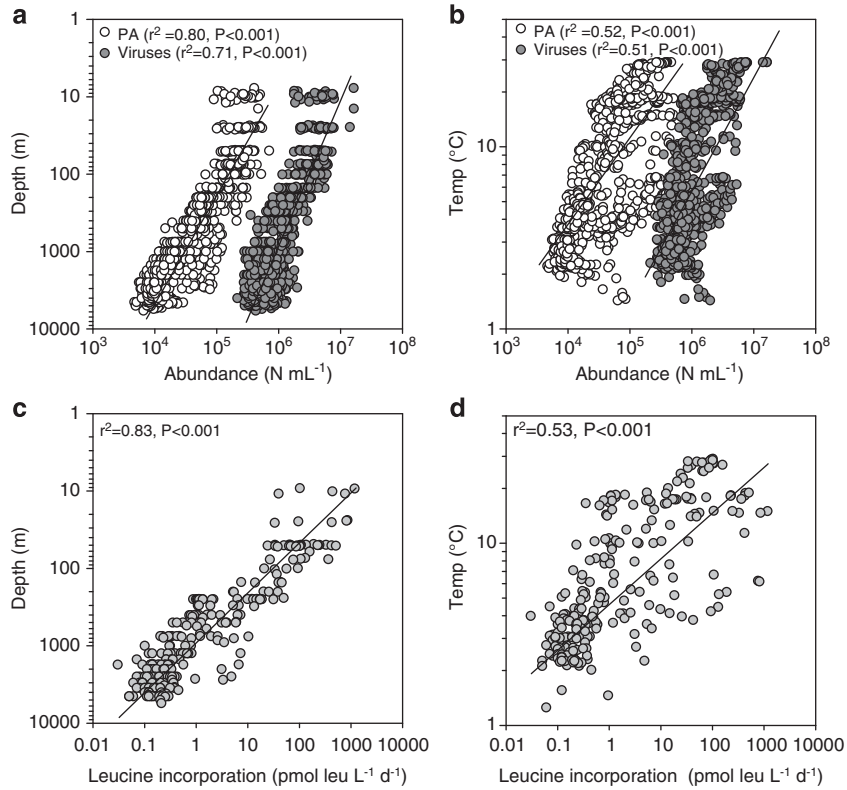 a
PA (r² =0.80, P<0.001)
Viruses (r²=0.71, P<0.001)
1
10
100
1000
10000
Depth (m)
10³ 10⁴ 10⁵ 10⁶ 10⁷ 10⁸
Abundance (N mL⁻¹)
b
PA (r² =0.52, P<0.001)
Viruses (r²=0.51, P<0.001)
10
1
Temp (°C)
10³ 10⁴ 10⁵ 10⁶ 10⁷ 10⁸
Abundance (N mL⁻¹)
c
r²=0.83, P<0.001
1
10
100
1000
10000
Depth (m)
0.01 0.1 1 10 100 1000 10000
Leucine incorporation (pmol leu L⁻¹ d⁻¹)
d
r²=0.53, P<0.001
10
1
Temp (°C)
0.01 0.1 1 10 100 1000 10000
Leucine incorporation (pmol leu L⁻¹ d⁻¹)